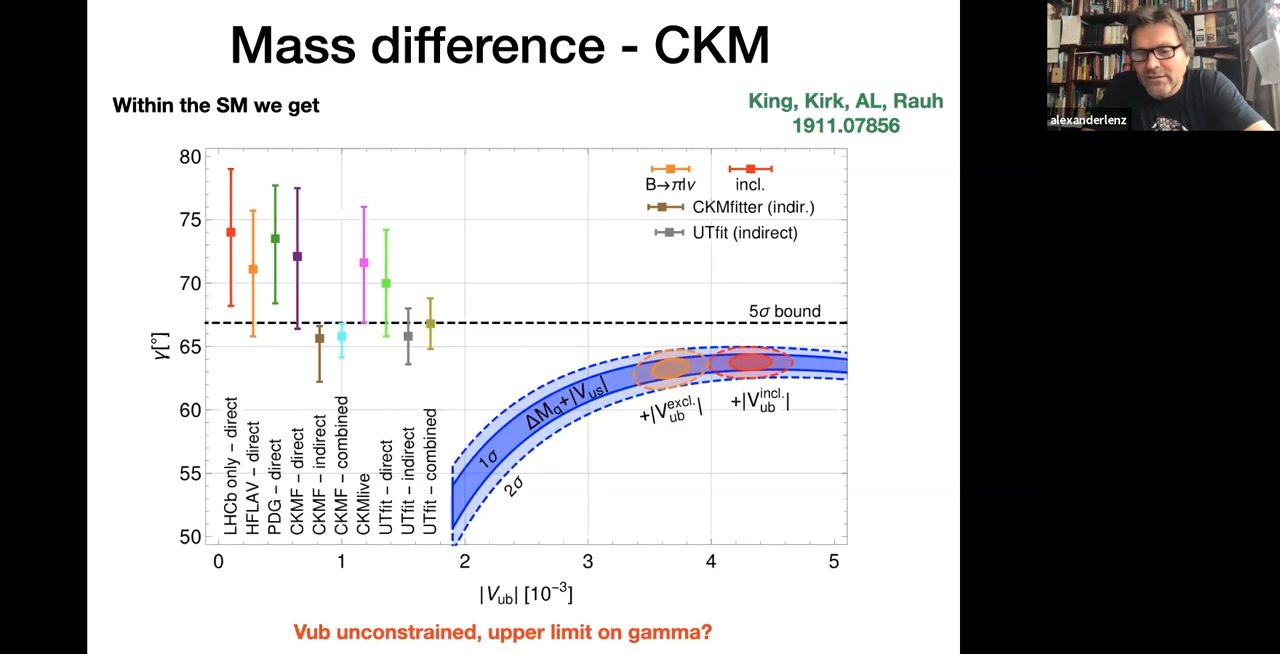 Mass difference - CKM
alexanderlenz
Within the SM we get
King, Kirk, AL, Rauh
1911.07856
80
75
70
65
60
55
50
γ[°]
B→πlν
incl.
CKMfitter (indir.)
UTfit (indirect)
5σ bound
ΔM_q+|V_us|
1σ
2σ
+|V_ub^excl.|
+|V_ub^incl.|
LHCb only – direct
HFLAV – direct
PDG – direct
CKMF – direct
CKMF – indirect
CKMF – combined
CKMlive
UTfit – direct
UTfit – indirect
UTfit – combined
0 1 2 3 4 5
|V_ub| [10⁻³]
Vub unconstrained, upper limit on gamma?